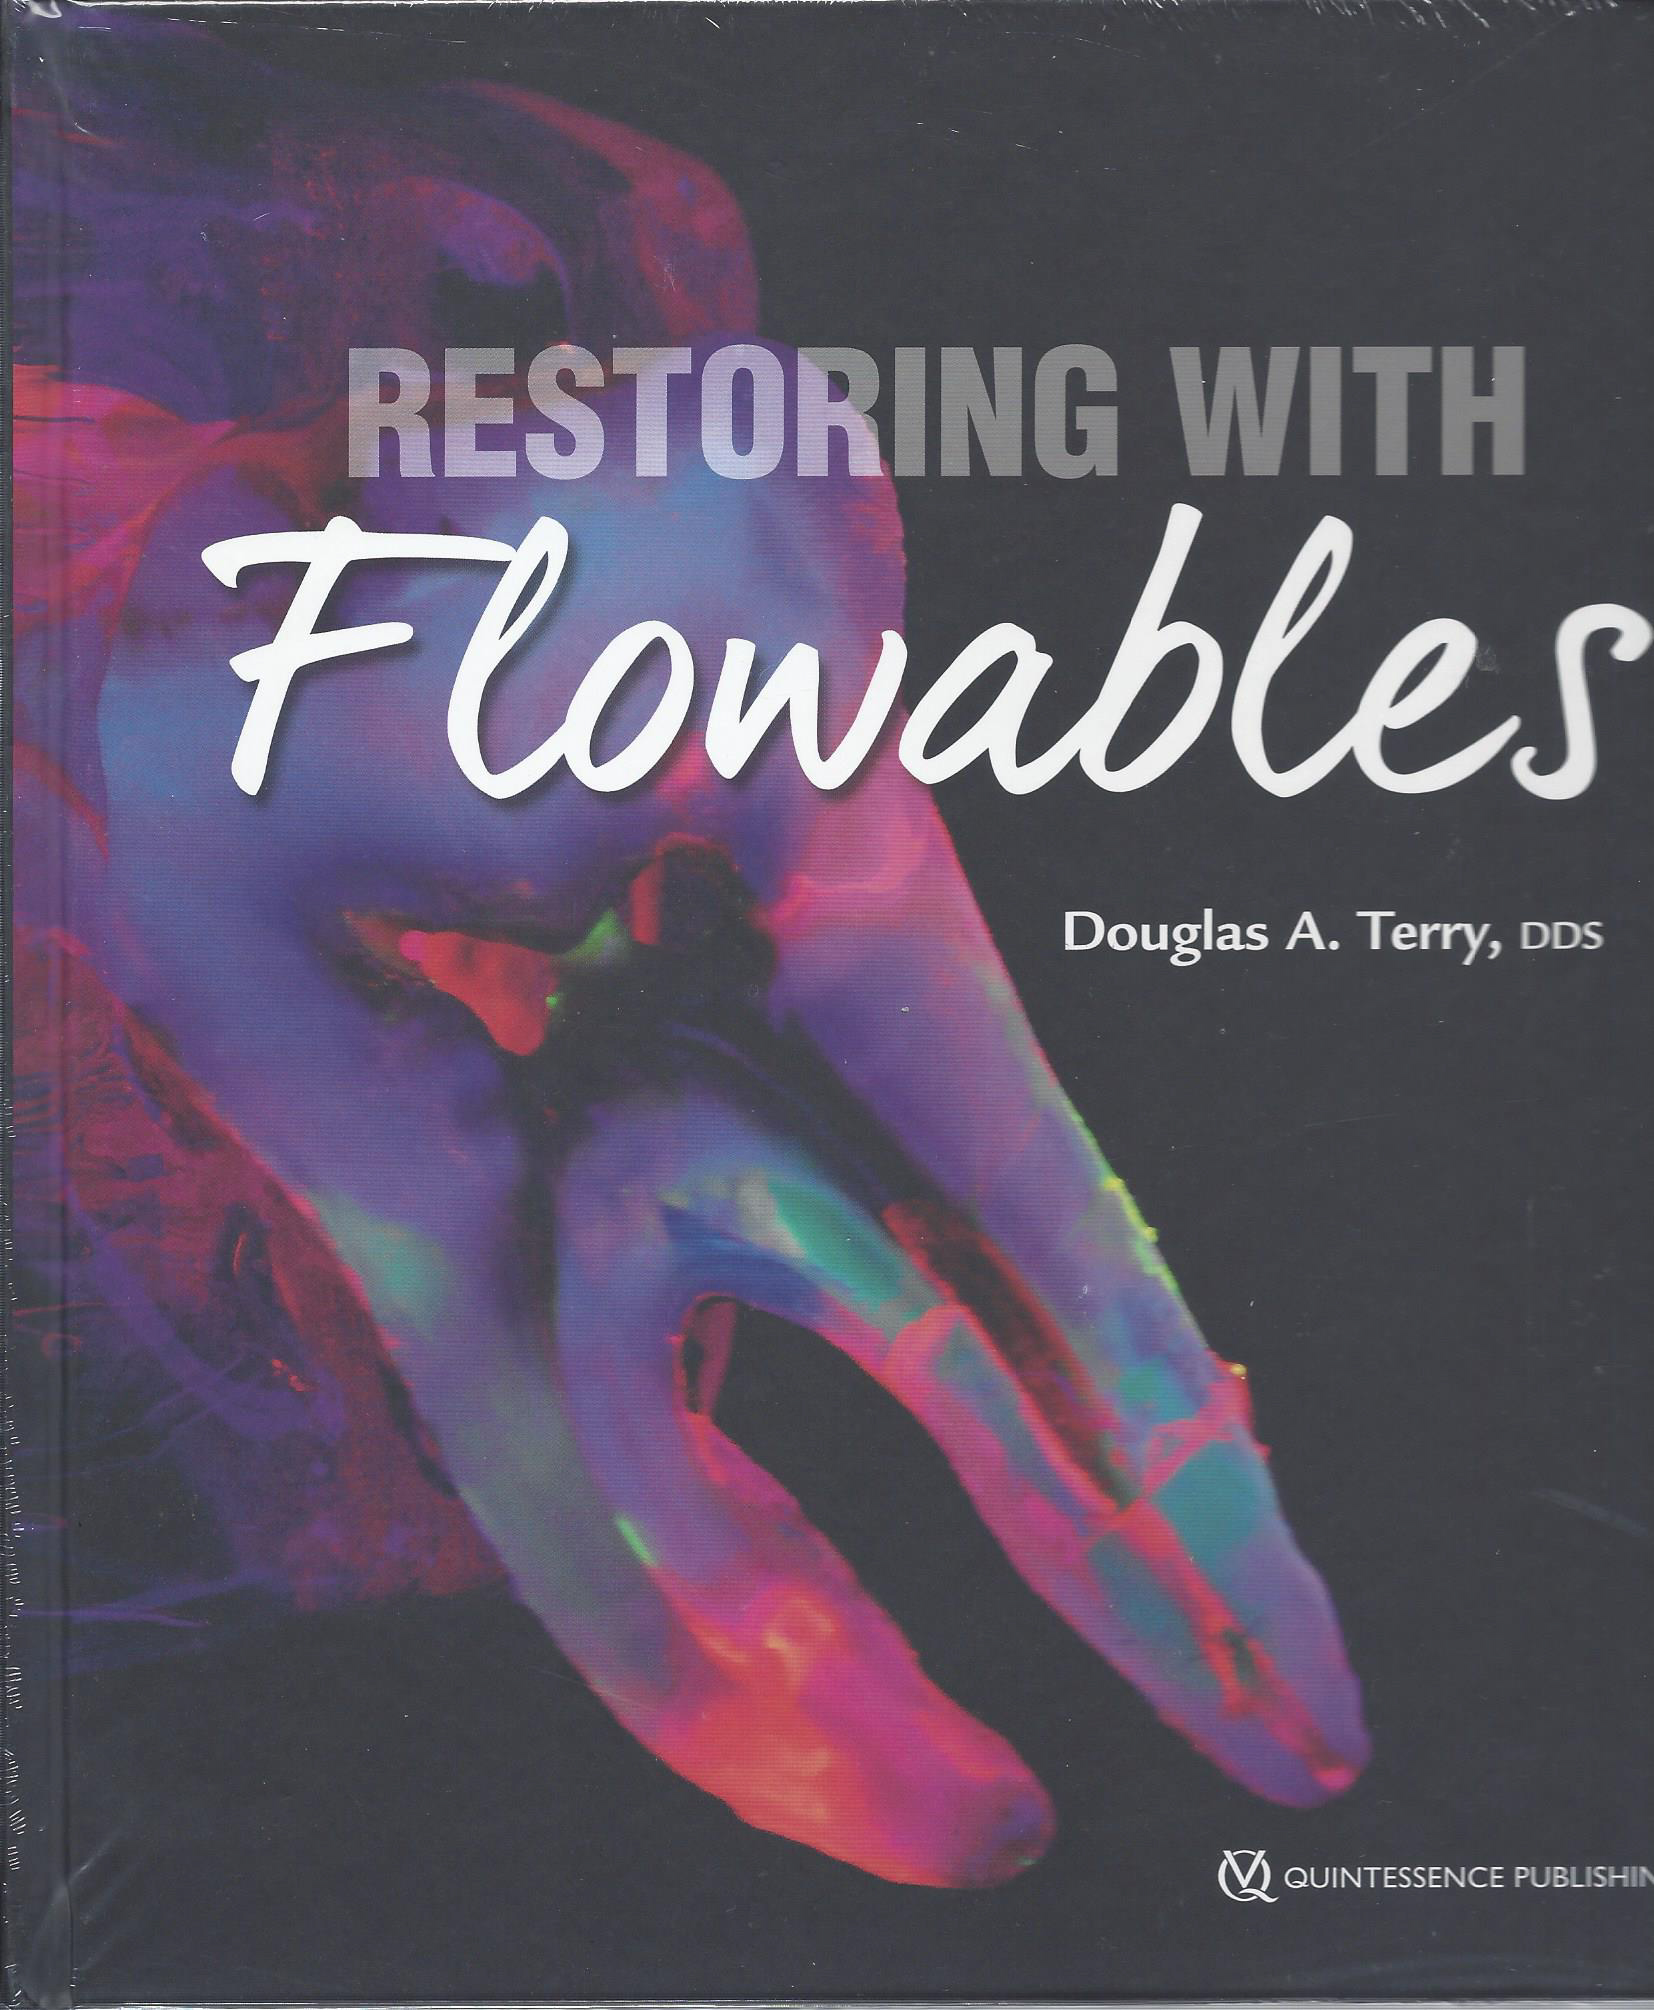 RESTORING WITH
Flowables
Douglas A. Terry, DDS
QUINTESSENCE PUBLISHIN